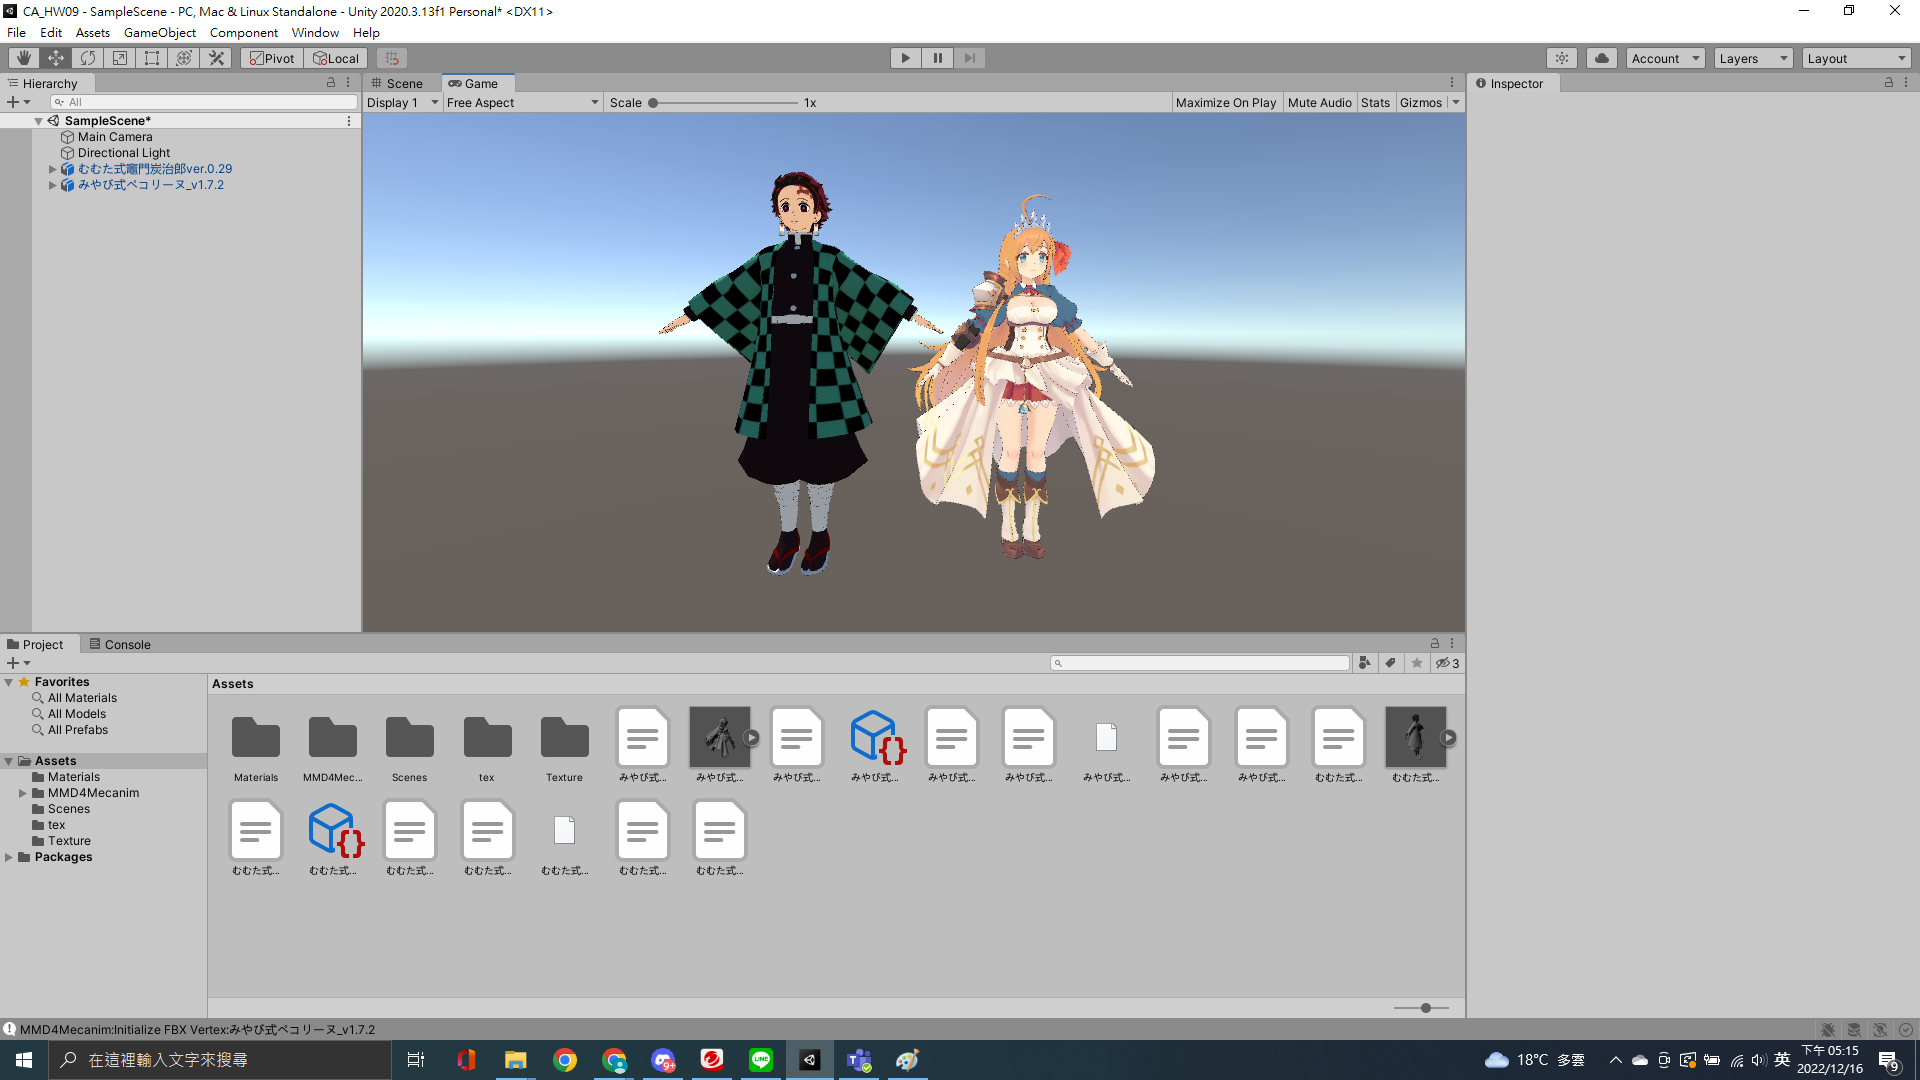 CA_HW09 - SampleScene - PC, Mac & Linux Standalone - Unity 2020.3.13f1 Personal* <DX11>
File Edit Assets GameObject Component Window Help
Pivot Local Account Layers Layout
Hierarchy
All
SampleScene*
Main Camera
Directional Light
むむた式竈門炭治郎ver.0.29
みやび式ペコリーヌ_v1.7.2
Scene Game
Display 1 Free Aspect Scale 1x Maximize On Play Mute Audio Stats Gizmos
Inspector
Project Console
3
Favorites
All Materials
All Models
All Prefabs
Assets
Materials
MMD4Mecanim
Scenes
tex
Texture
Packages
Assets
Materials MMD4Mec... Scenes tex Texture みやび式... みやび式... みやび式... みやび式... みやび式... みやび式... みやび式... みやび式... みやび式... むむた式... むむた式...
むむた式... むむた式... むむた式... むむた式... むむた式... むむた式... むむた式...
MMD4Mecanim:Initialize FBX Vertex:みやび式ペコリーヌ_v1.7.2
在這裡輸入文字來搜尋
9+
LINE
18°C 多雲
英
下午 05:15
2022/12/16
9